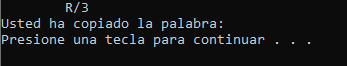 R/3
Usted ha copiado la palabra:
Presione una tecla para continuar . . .